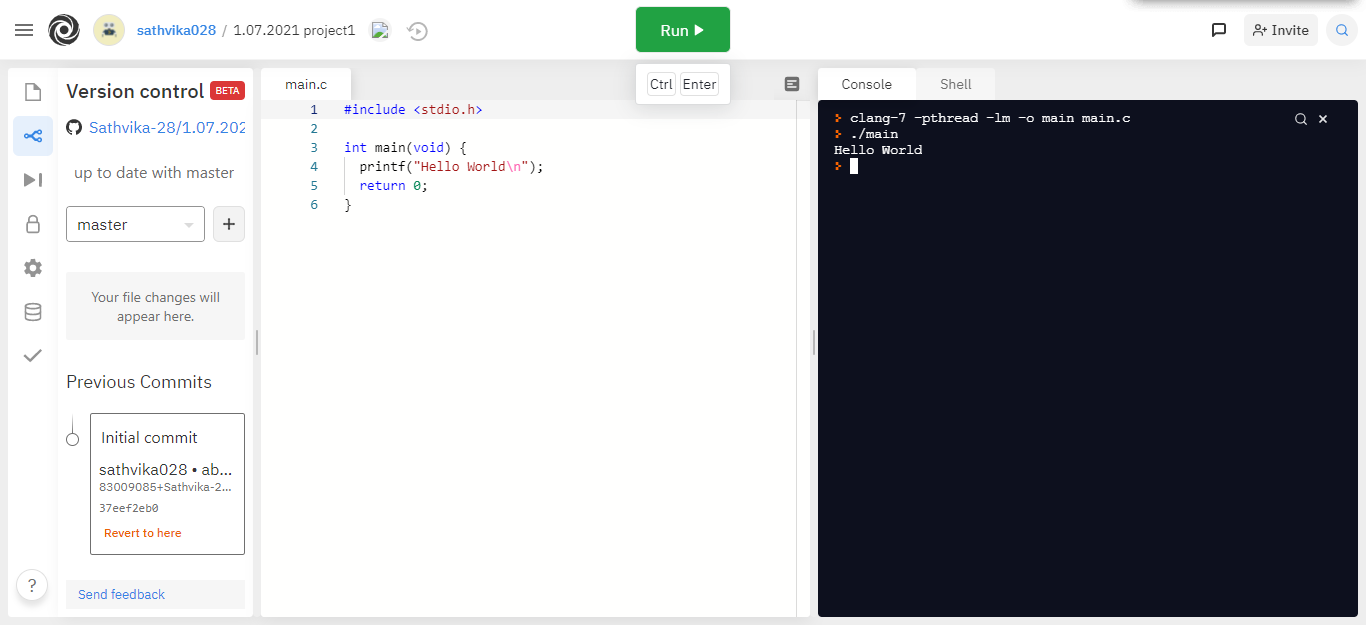 sathvika028 / 1.07.2021 project1
Run
Invite
Ctrl Enter
Version control BETA
Sathvika-28/1.07.202
up to date with master
master
+
Your file changes will
appear here.
Previous Commits
Initial commit
sathvika028 • ab...
83009085+Sathvika-2...
37eef2eb0
Revert to here
?
Send feedback
main.c
1 #include <stdio.h>
2
3 int main(void) {
4 printf("Hello World\n");
5 return 0;
6 }
Console
Shell
clang-7 -pthread -lm -o main main.c
./main
Hello World